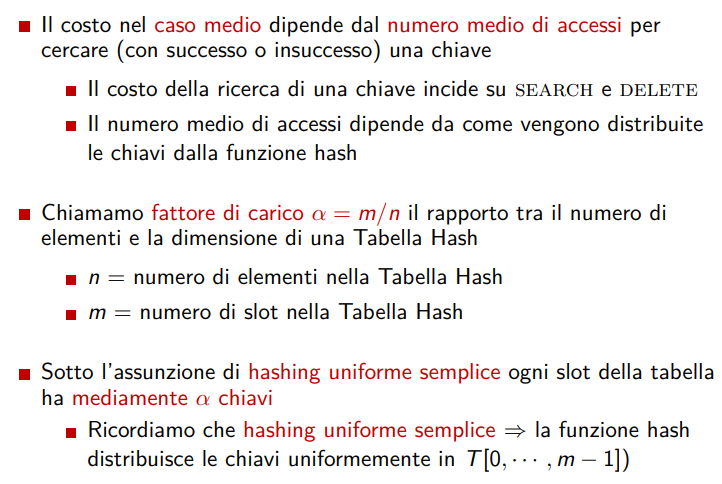 Il costo nel caso medio dipende dal numero medio di accessi per
cercare (con successo o insuccesso) una chiave
Il costo della ricerca di una chiave incide su SEARCH e DELETE
Il numero medio di accessi dipende da come vengono distribuite
le chiavi dalla funzione hash
Chiamamo fattore di carico α = m/n il rapporto tra il numero di
elementi e la dimensione di una Tabella Hash
n = numero di elementi nella Tabella Hash
m = numero di slot nella Tabella Hash
Sotto l'assunzione di hashing uniforme semplice ogni slot della tabella
ha mediamente α chiavi
Ricordiamo che hashing uniforme semplice ⇒ la funzione hash
distribuisce le chiavi uniformemente in T[0, ⋯ , m − 1])